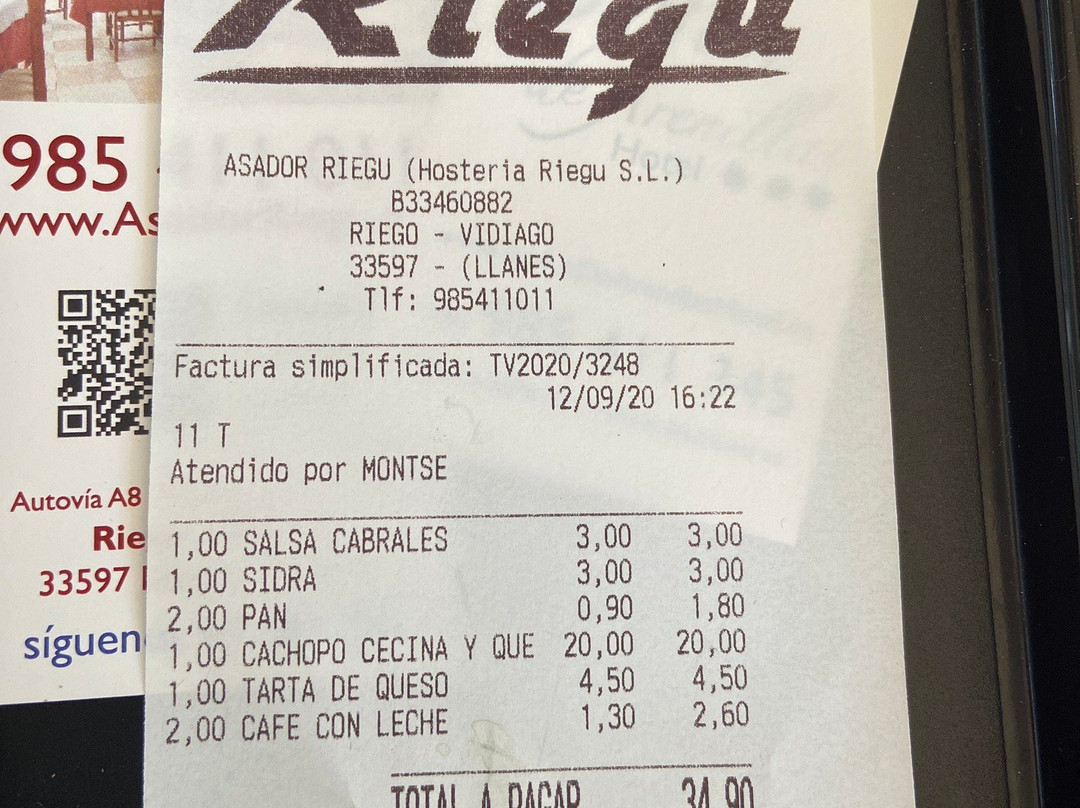 Riegu
ASADOR RIEGU (Hosteria Riegu S.L.)
B33460882
RIEGO - VIDIAGO
33597 - (LLANES)
Tlf: 985411011
Factura simplificada: TV2020/3248
12/09/20 16:22
11 T
Atendido por MONTSE
1,00 SALSA CABRALES 3,00 3,00
1,00 SIDRA 3,00 3,00
2,00 PAN 0,90 1,80
1,00 CACHOPO CECINA Y QUE 20,00 20,00
1,00 TARTA DE QUESO 4,50 4,50
2,00 CAFE CON LECHE 1,30 2,60
TOTAL A PAGAR 34,90
985
www.As
Autovía A8
Rie
33597
síguen